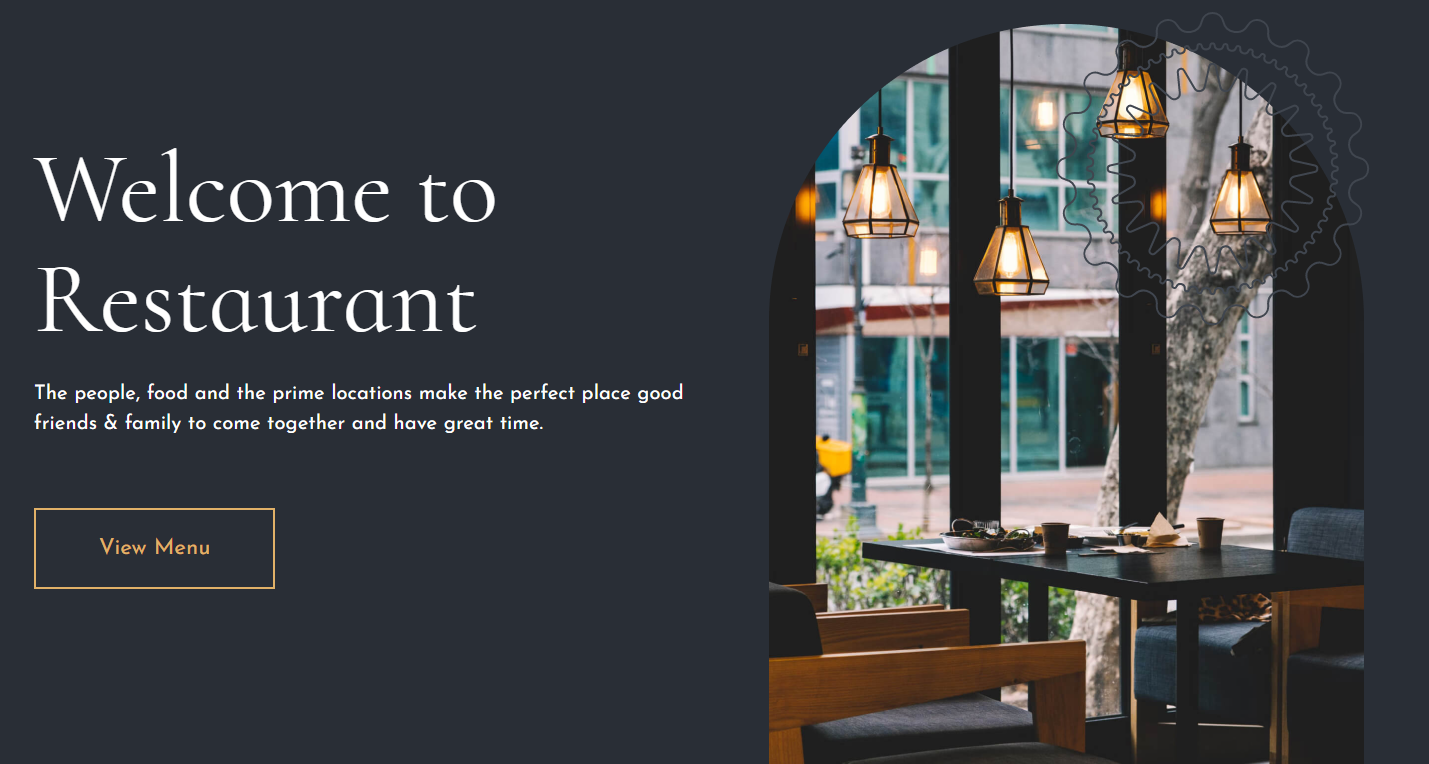 Welcome to
Restaurant
The people, food and the prime locations make the perfect place good
friends & family to come together and have great time.
View Menu